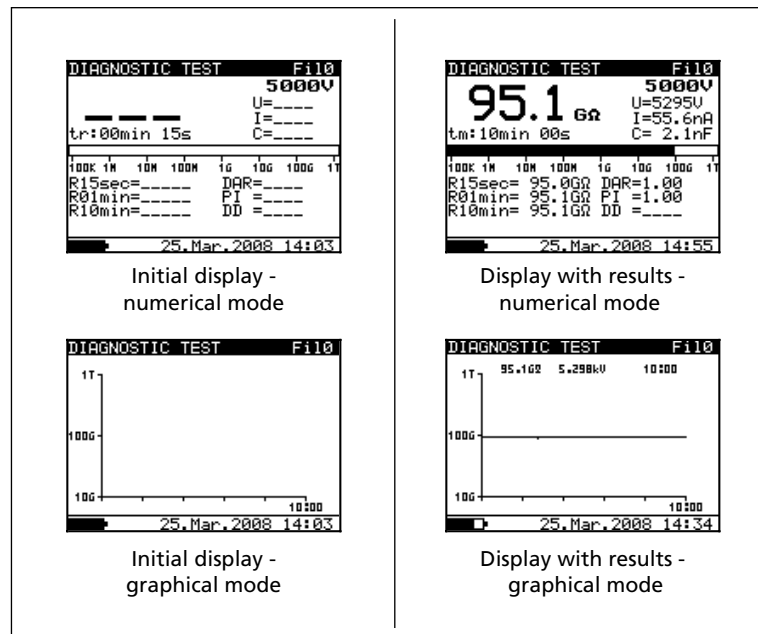 DIAGNOSTIC TEST Fil0
5000V
U=____
I=____
C=____
tr:00min 15s
100K 1M 10M 100M 1G 10G 100G 1T
R15sec=_____ DAR=____
R01min=_____ PI =____
R10min=_____ DD =____
25.Mar.2008 14:03
Initial display -
numerical mode
DIAGNOSTIC TEST Fil0
5000V
95.1 GΩ
U=5295V
I=55.6nA
C= 2.1nF
tm:10min 00s
100K 1M 10M 100M 1G 10G 100G 1T
R15sec= 95.0GΩ DAR=1.00
R01min= 95.1GΩ PI =1.00
R10min= 95.1GΩ DD =____
25.Mar.2008 14:55
Display with results -
numerical mode
DIAGNOSTIC TEST Fil0
1T
100G
10G
10:00
25.Mar.2008 14:03
Initial display -
graphical mode
DIAGNOSTIC TEST Fil0
95.1GΩ 5.298kV 10:00
1T
100G
10G
10:00
25.Mar.2008 14:34
Display with results -
graphical mode